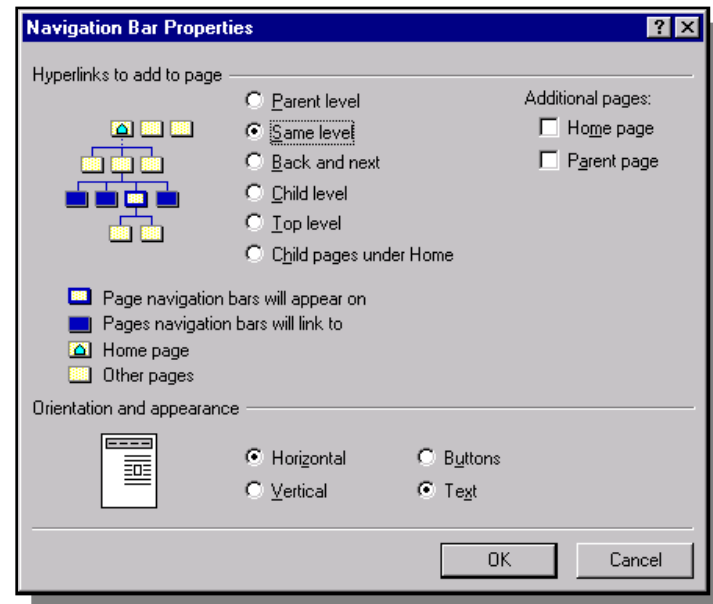 Navigation Bar Properties
Hyperlinks to add to page
Parent level
Same level
Back and next
Child level
Top level
Child pages under Home
Additional pages:
Home page
Parent page
Page navigation bars will appear on
Pages navigation bars will link to
Home page
Other pages
Orientation and appearance
Horizontal
Buttons
Vertical
Text
OK
Cancel